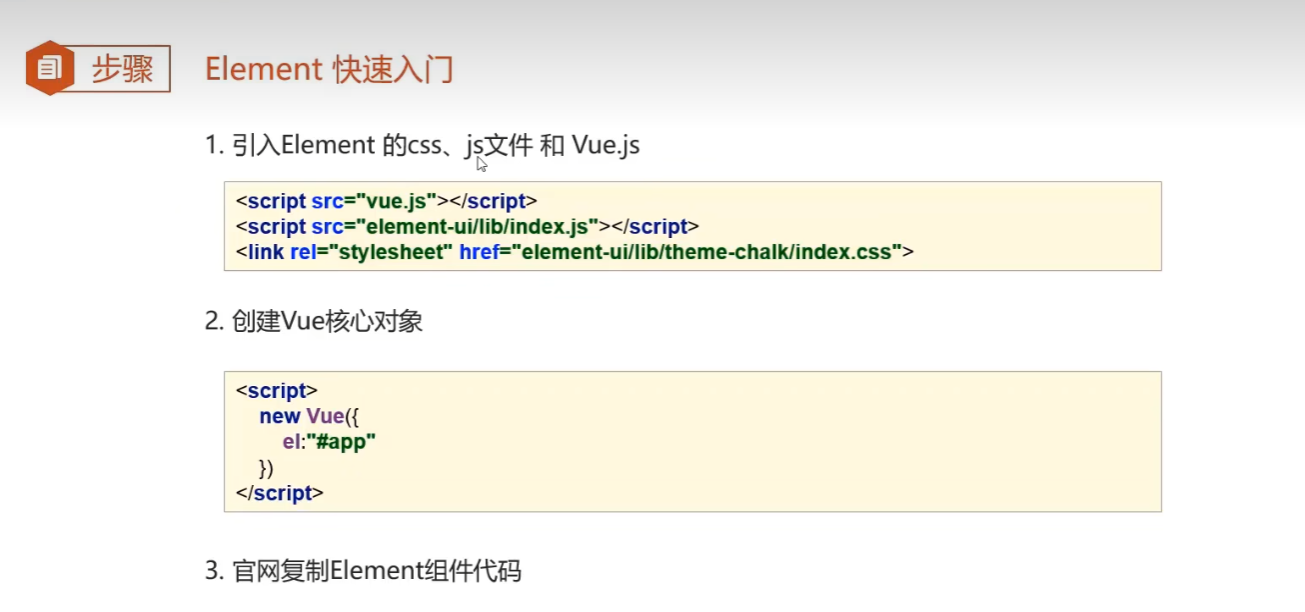 步骤
Element 快速入门
1. 引入Element 的css、js文件 和 Vue.js
<script src="vue.js"></script>
<script src="element-ui/lib/index.js"></script>
<link rel="stylesheet" href="element-ui/lib/theme-chalk/index.css">
2. 创建Vue核心对象
<script>
new Vue({
el:"#app"
})
</script>
3. 官网复制Element组件代码